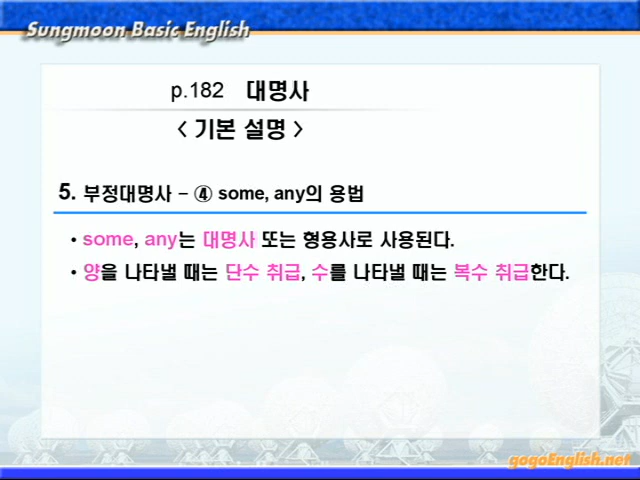 Sungmoon Basic English
p.182 대명사
< 기본 설명 >
5. 부정대명사 – ④ some, any의 용법
• some, any는 대명사 또는 형용사로 사용된다.
• 양을 나타낼 때는 단수 취급, 수를 나타낼 때는 복수 취급한다.
gogoEnglish.net